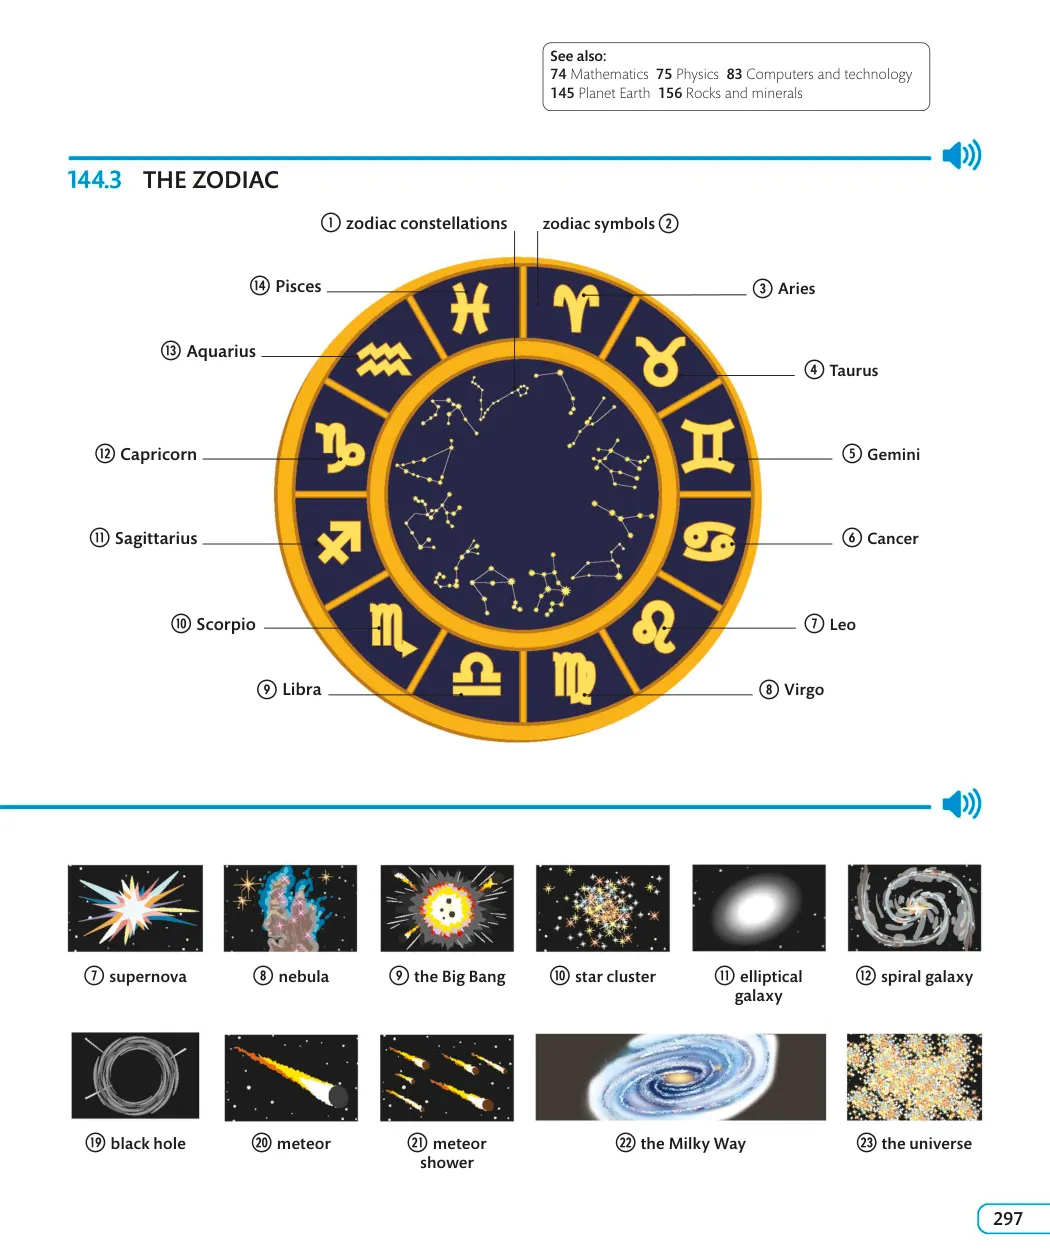 See also:
74 Mathematics 75 Physics 83 Computers and technology
145 Planet Earth 156 Rocks and minerals
144.3 THE ZODIAC
① zodiac constellations
zodiac symbols ②
⑭ Pisces
③ Aries
⑬ Aquarius
④ Taurus
⑫ Capricorn
⑤ Gemini
⑪ Sagittarius
⑥ Cancer
⑩ Scorpio
⑦ Leo
⑨ Libra
⑧ Virgo
⑦ supernova
⑧ nebula
⑨ the Big Bang
⑩ star cluster
⑪ elliptical
galaxy
⑫ spiral galaxy
⑲ black hole
⑳ meteor
㉑ meteor
shower
㉒ the Milky Way
㉓ the universe
297